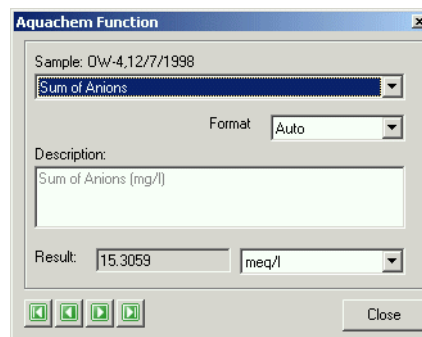 Aquachem Function
Sample: OW-4,12/7/1998
Sum of Anions
Format Auto
Description:
Sum of Anions (mg/l)
Result: 15.3059 meq/l
Close